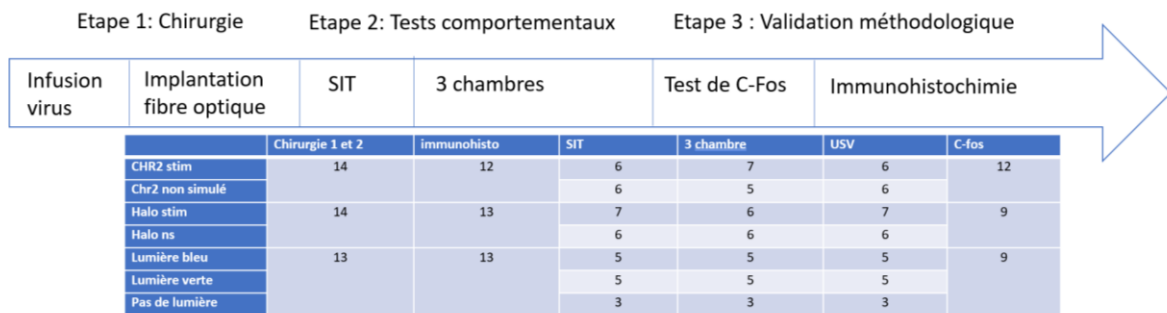 Etape 1: Chirurgie Etape 2: Tests comportementaux Etape 3 : Validation méthodologique
Infusion virus Implantation fibre optique SIT 3 chambres Test de C-Fos Immunohistochimie
Chirurgie 1 et 2 immunohisto SIT 3 chambre USV C-fos
CHR2 stim 14 12 6 7 6 12
Chr2 non simulé 6 5 6
Halo stim 14 13 7 6 7 9
Halo ns 6 6 6
Lumière bleu 13 13 5 5 5 9
Lumière verte 5 5 5
Pas de lumière 3 3 3